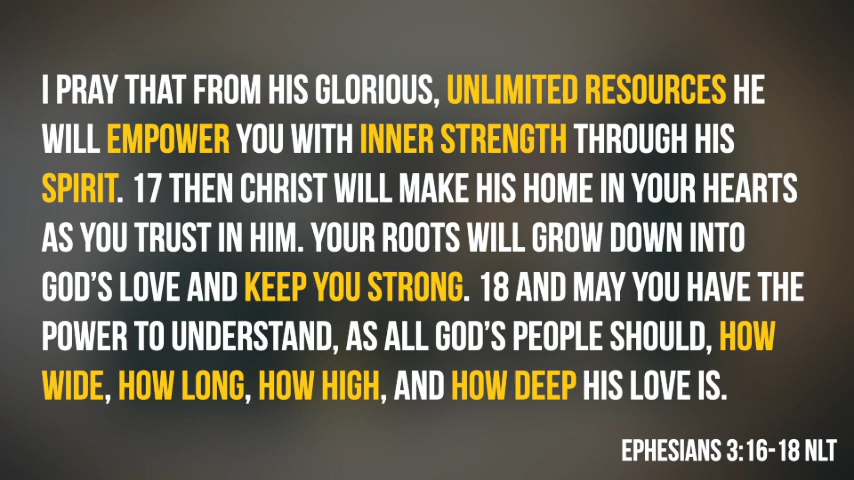 I PRAY THAT FROM HIS GLORIOUS, UNLIMITED RESOURCES HE
WILL EMPOWER YOU WITH INNER STRENGTH THROUGH HIS
SPIRIT. 17 THEN CHRIST WILL MAKE HIS HOME IN YOUR HEARTS
AS YOU TRUST IN HIM. YOUR ROOTS WILL GROW DOWN INTO
GOD'S LOVE AND KEEP YOU STRONG. 18 AND MAY YOU HAVE THE
POWER TO UNDERSTAND, AS ALL GOD'S PEOPLE SHOULD, HOW
WIDE, HOW LONG, HOW HIGH, AND HOW DEEP HIS LOVE IS.
EPHESIANS 3:16-18 NLT